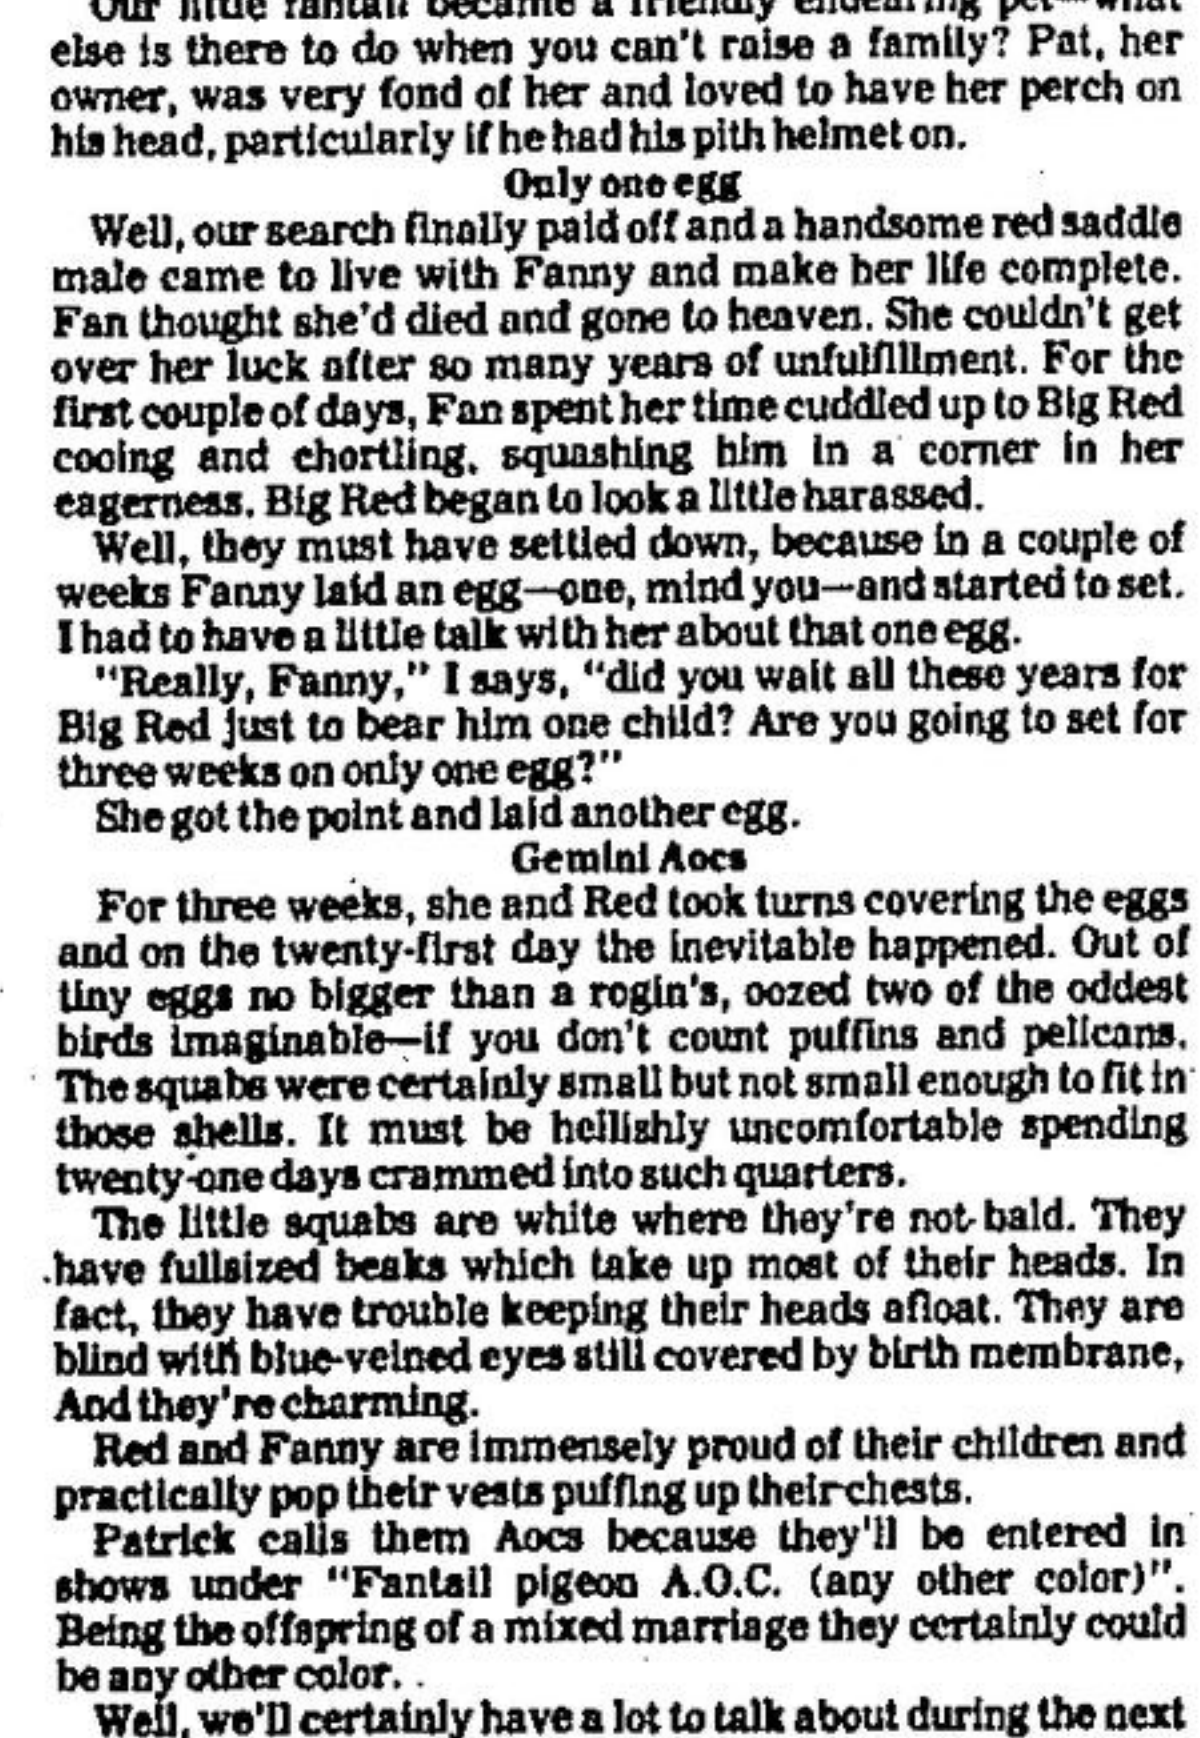 Our little fantail became a friendly endearing pet—what
else is there to do when you can't raise a family? Pat, her
owner, was very fond of her and loved to have her perch on
his head, particularly if he had his pith helmet on.
Only one egg
Well, our search finally paid off and a handsome red saddle
male came to live with Fanny and make her life complete.
Fan thought she'd died and gone to heaven. She couldn't get
over her luck after so many years of unfulfillment. For the
first couple of days, Fan spent her time cuddled up to Big Red
cooing and chortling, squashing him in a corner in her
eagerness. Big Red began to look a little harassed.
Well, they must have settled down, because in a couple of
weeks Fanny laid an egg—one, mind you—and started to set.
I had to have a little talk with her about that one egg.
"Really, Fanny," I says, "did you wait all these years for
Big Red just to bear him one child? Are you going to set for
three weeks on only one egg?"
She got the point and laid another egg.
Gemini Aocs
For three weeks, she and Red took turns covering the eggs
and on the twenty-first day the inevitable happened. Out of
tiny eggs no bigger than a rogin's, oozed two of the oddest
birds imaginable—if you don't count puffins and pelicans.
The squabs were certainly small but not small enough to fit in
those shells. It must be hellishly uncomfortable spending
twenty-one days crammed into such quarters.
The little squabs are white where they're not bald. They
have fullsized beaks which take up most of their heads. In
fact, they have trouble keeping their heads afloat. They are
blind with blue-veined eyes still covered by birth membrane,
And they're charming.
Red and Fanny are immensely proud of their children and
practically pop their vests puffing up their chests.
Patrick calls them Aocs because they'll be entered in
shows under "Fantail pigeon A.O.C. (any other color)".
Being the offspring of a mixed marriage they certainly could
be any other color.
Well, we'll certainly have a lot to talk about during the next